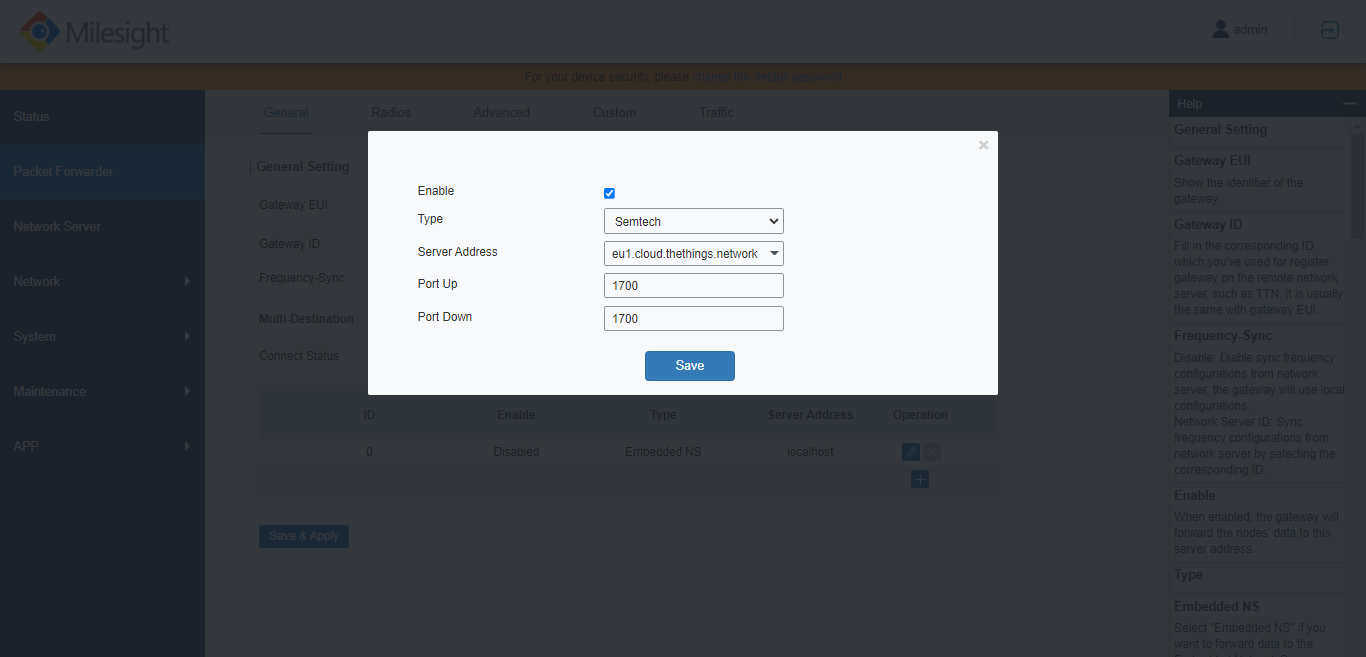 Milesight
admin
For your device security, please change the default password
Status
Packet Forwarder
Network Server
Network
System
Maintenance
APP
General Radios Advanced Custom Traffic
General Setting
Gateway EUI
Gateway ID
Frequency-Sync
Multi-Destination
Connect Status
Enable
Type Semtech
Server Address eu1.cloud.thethings.network
Port Up 1700
Port Down 1700
Save
ID Enable Type Server Address Operation
0 Disabled Embedded NS localhost
Save & Apply
Help
General Setting
Gateway EUI
Show the identifier of the
gateway
Gateway ID
Fill in the corresponding ID
which you've used for register
gateway on the remote network
server, such as TTN. It is usually
the same with gateway EUI.
Frequency-Sync
Disable: Diable sync frequency
configurations from network
server, the gateway will use local
configurations.
Network Server ID: Sync
frequency configurations from
network server by selecting the
corresponding ID.
Enable
When enabled, the gateway will
forward the nodes' data to this
server address.
Type
Embedded NS
Select "Embedded NS" if you
want to forward data to the